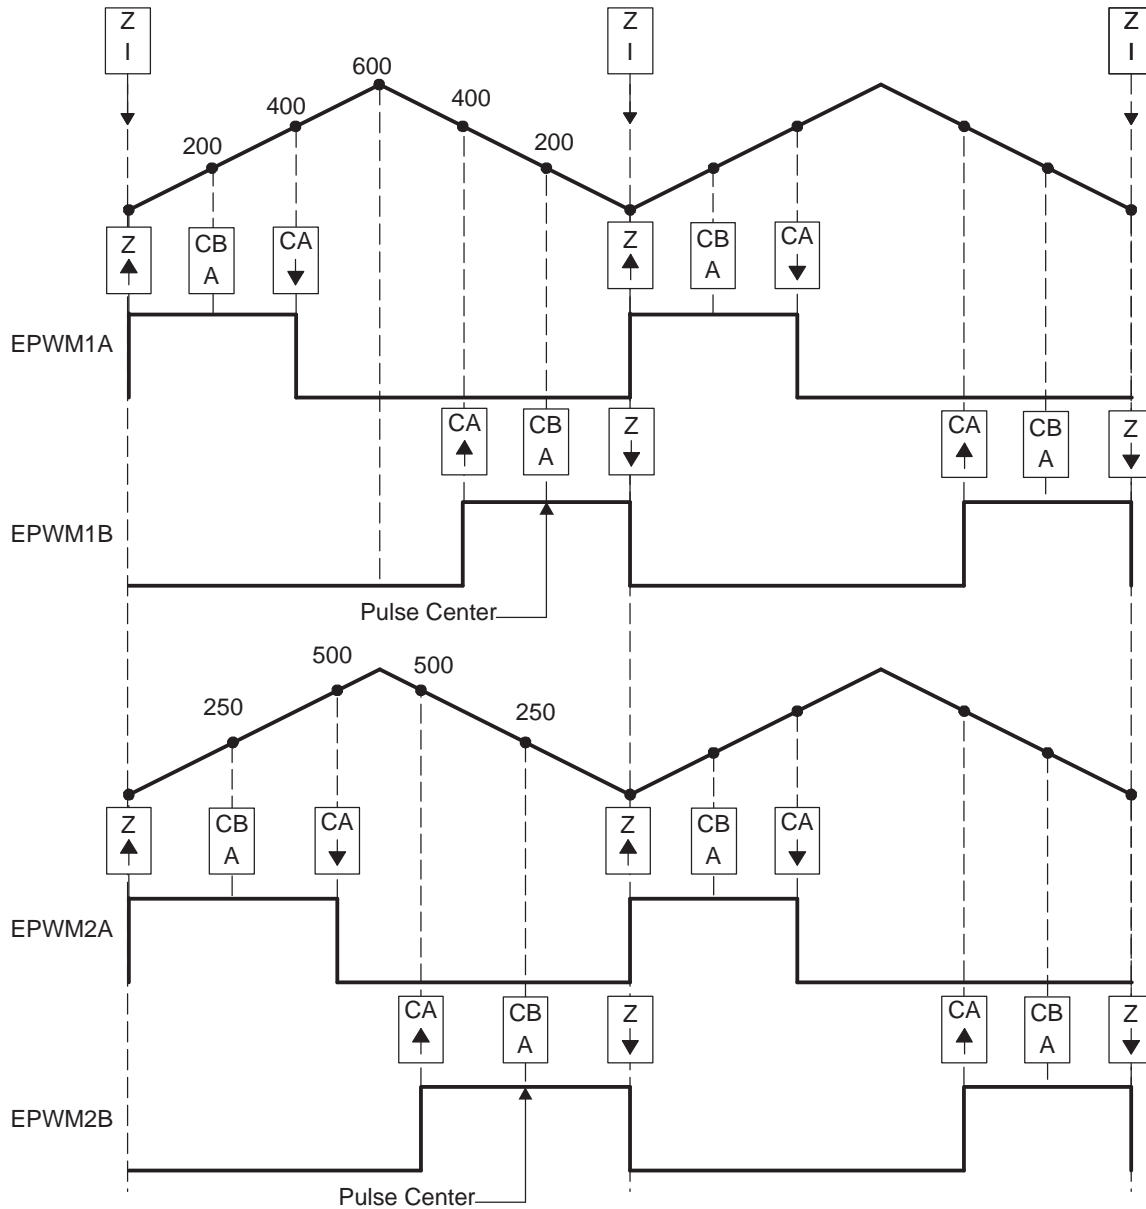 Z Z Z
I I I
600
400 400
200 200
Z CB CA Z CB CA
A A
EPWM1A
CA CB Z CA CB Z
A A
EPWM1B
Pulse Center
500 500
250 250
Z CB CA Z CB CA
A A
EPWM2A
CA CB Z CA CB Z
A A
EPWM2B
Pulse Center